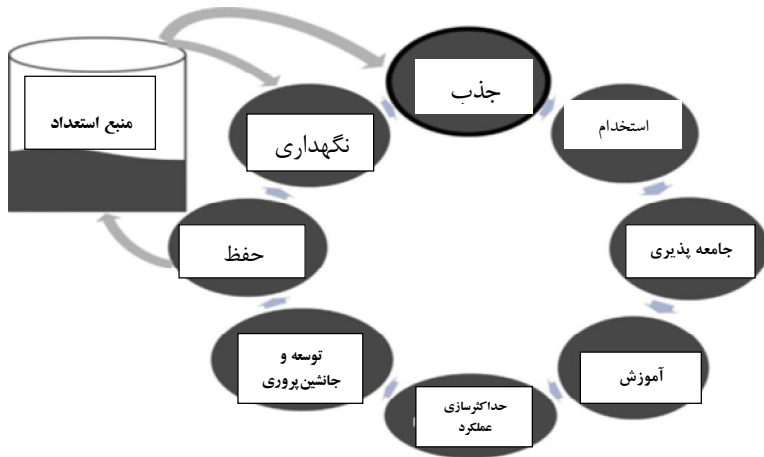 منبع استعداد
جذب
استخدام
جامعه پذیری
آموزش
حداکثرسازی
عملکرد
توسعه و
جانشین‌پروری
حفظ
نگهداری